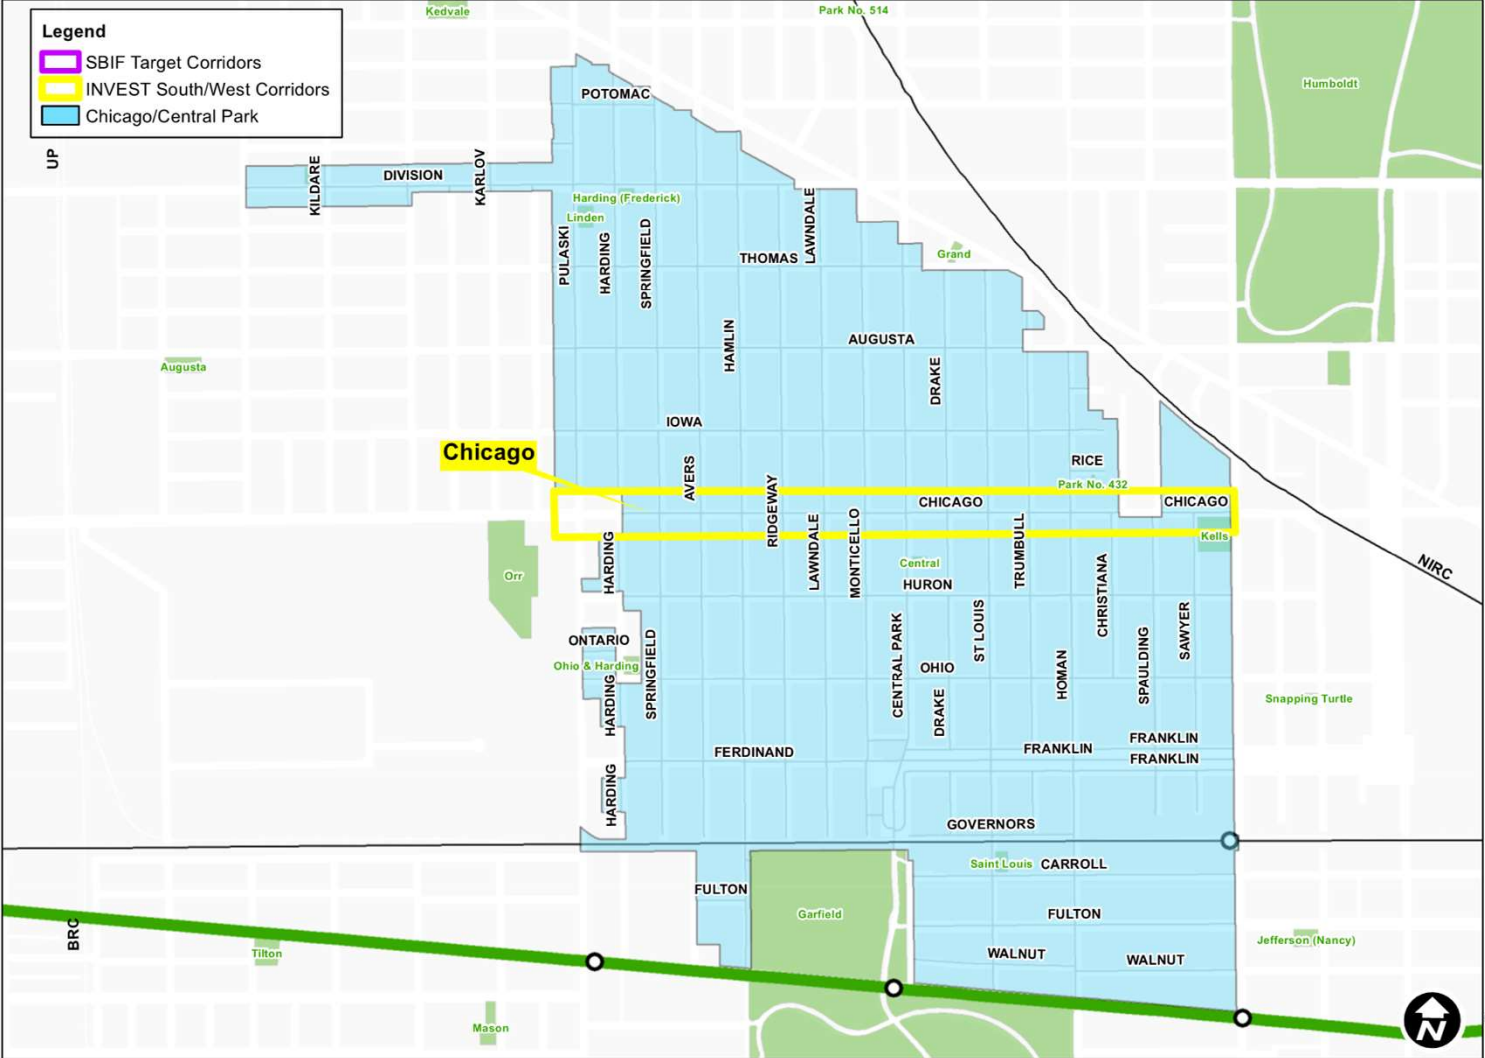 Legend
SBIF Target Corridors
INVEST South/West Corridors
Chicago/Central Park
Kedvale
Park No. 514
Humboldt
POTOMAC
UP
KILDARE
DIVISION
KARLOV
Harding (Frederick)
Linden
LAWNDALE
PULASKI
HARDING
SPRINGFIELD
THOMAS
Grand
HAMLIN
AUGUSTA
Augusta
DRAKE
IOWA
Chicago
RICE
AVERS
Park No. 432
RIDGEWAY
CHICAGO
CHICAGO
Kells
HARDING
LAWNDALE
MONTICELLO
TRUMBULL
Central
HURON
CHRISTIANA
NIRC
Orr
ONTARIO
Ohio & Harding
SPRINGFIELD
CENTRAL PARK
ST LOUIS
OHIO
HOMAN
SPAULDING
SAWYER
HARDING
DRAKE
Snapping Turtle
FERDINAND
FRANKLIN
FRANKLIN
FRANKLIN
HARDING
GOVERNORS
Saint Louis
CARROLL
FULTON
Garfield
FULTON
BRC
Tilton
WALNUT
WALNUT
Jefferson (Nancy)
Mason
N